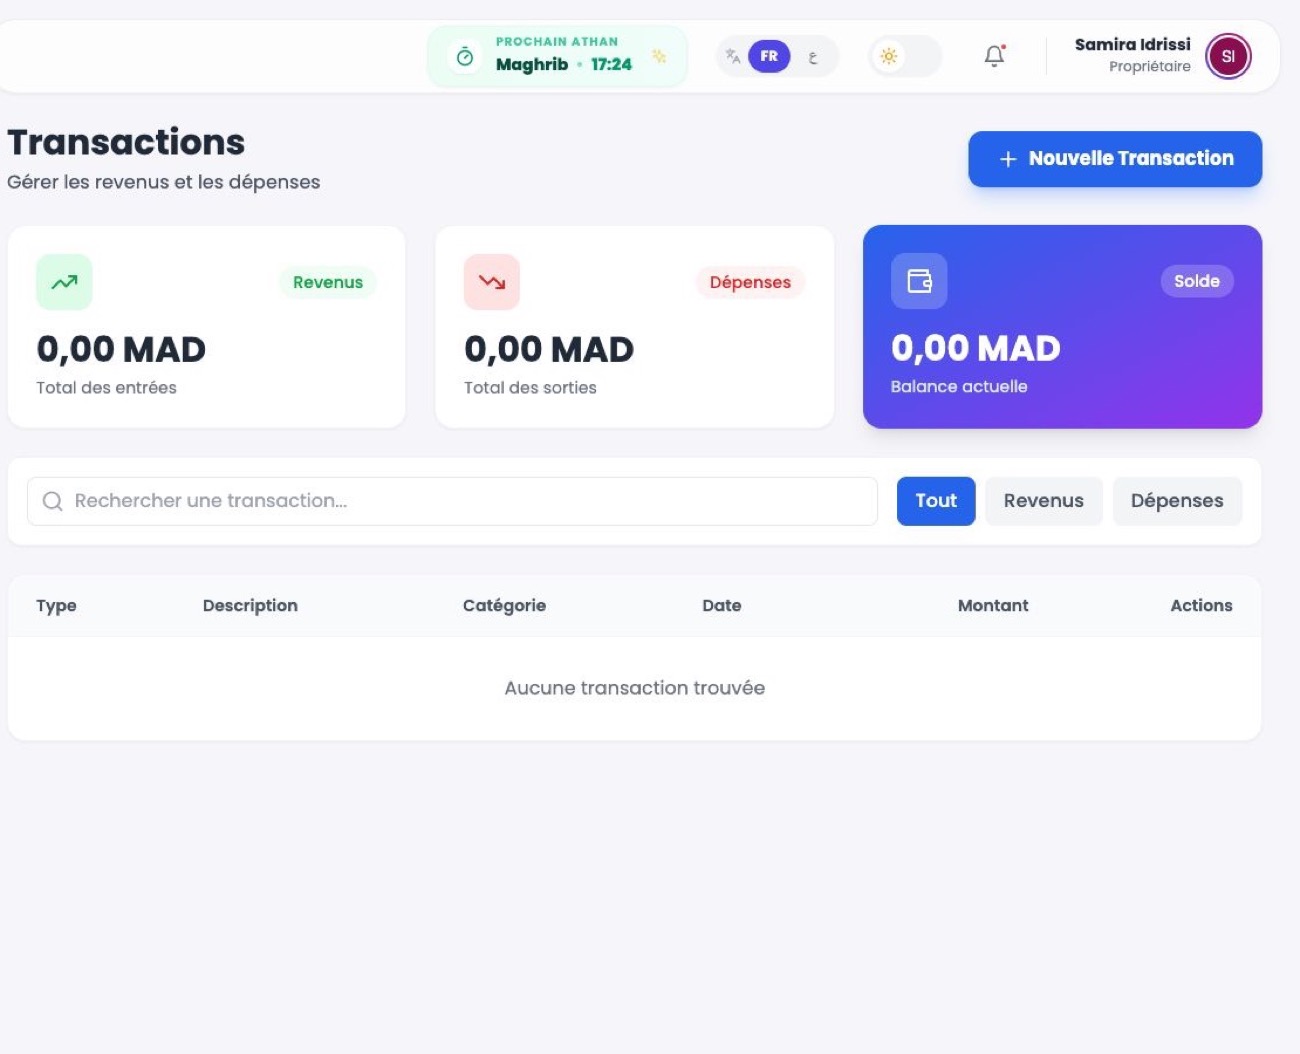 PROCHAIN ATHAN
Maghrib • 17:24
FR
ع
Samira Idrissi
Propriétaire
SI
Transactions
Gérer les revenus et les dépenses
+ Nouvelle Transaction
Revenus
0,00 MAD
Total des entrées
Dépenses
0,00 MAD
Total des sorties
Solde
0,00 MAD
Balance actuelle
Rechercher une transaction...
Tout
Revenus
Dépenses
Type Description Catégorie Date Montant Actions
Aucune transaction trouvée